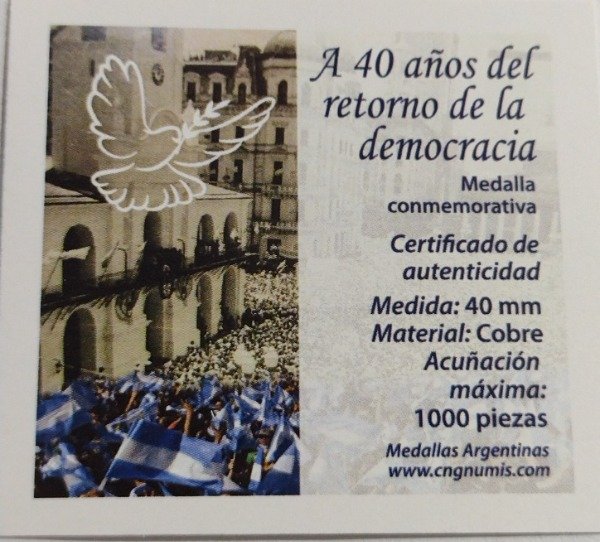 A 40 años del
retorno de la
democracia
Medalla
conmemorativa
Certificado de
autenticidad
Medida: 40 mm
Material: Cobre
Acuñación
máxima:
1000 piezas
Medallas Argentinas
www.cngnumis.com